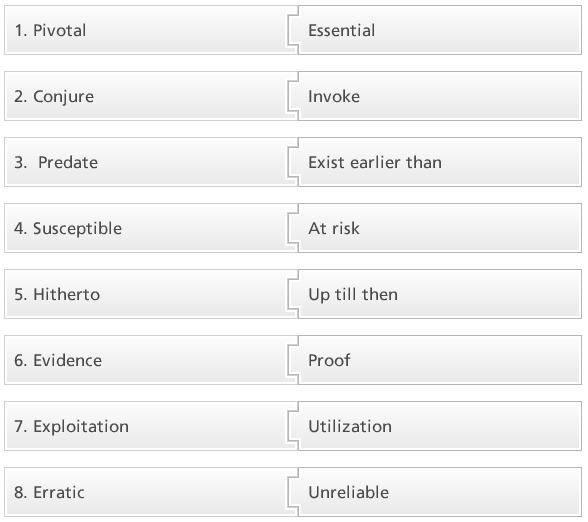 1. Pivotal Essential
2. Conjure Invoke
3. Predate Exist earlier than
4. Susceptible At risk
5. Hitherto Up till then
6. Evidence Proof
7. Exploitation Utilization
8. Erratic Unreliable